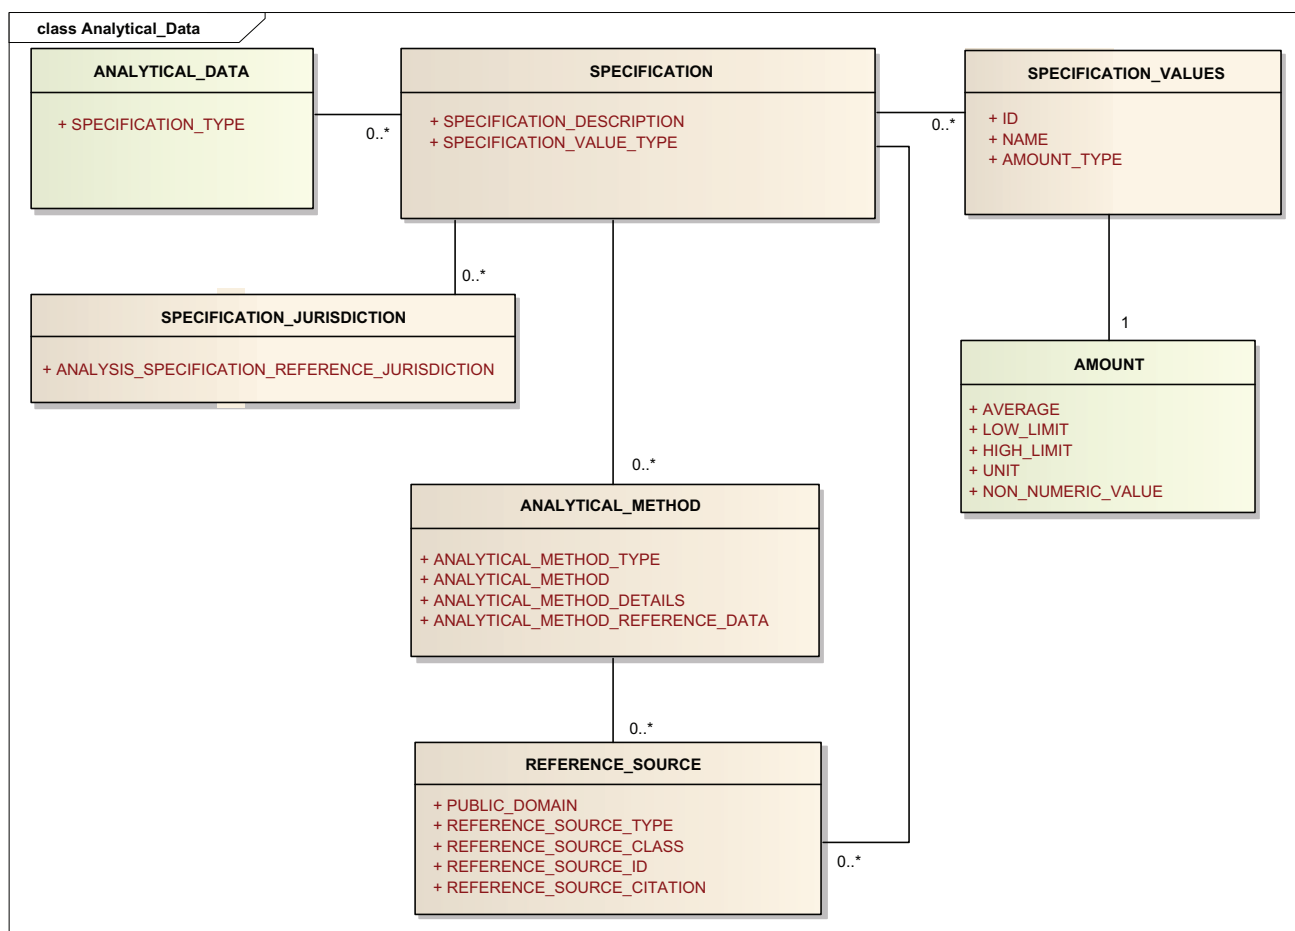 class Analytical_Data
ANALYTICAL_DATA
+ SPECIFICATION_TYPE
0..*
SPECIFICATION
+ SPECIFICATION_DESCRIPTION
+ SPECIFICATION_VALUE_TYPE
0..*
SPECIFICATION_VALUES
+ ID
+ NAME
+ AMOUNT_TYPE
0..*
SPECIFICATION_JURISDICTION
+ ANALYSIS_SPECIFICATION_REFERENCE_JURISDICTION
1
AMOUNT
+ AVERAGE
+ LOW_LIMIT
+ HIGH_LIMIT
+ UNIT
+ NON_NUMERIC_VALUE
0..*
ANALYTICAL_METHOD
+ ANALYTICAL_METHOD_TYPE
+ ANALYTICAL_METHOD
+ ANALYTICAL_METHOD_DETAILS
+ ANALYTICAL_METHOD_REFERENCE_DATA
0..*
REFERENCE_SOURCE
+ PUBLIC_DOMAIN
+ REFERENCE_SOURCE_TYPE
+ REFERENCE_SOURCE_CLASS
+ REFERENCE_SOURCE_ID
+ REFERENCE_SOURCE_CITATION
0..*